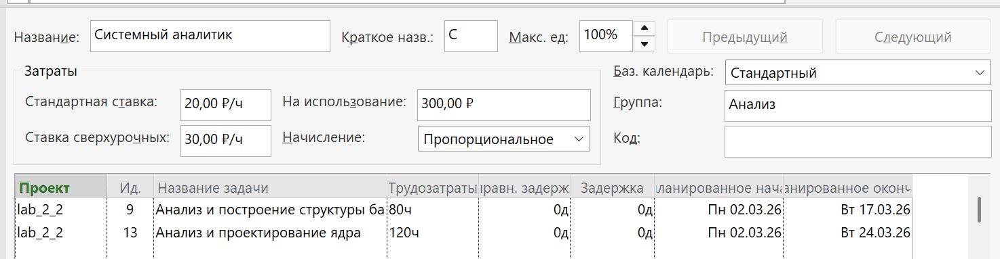 Название: Системный аналитик Краткое назв.: С Макс. ед: 100% Предыдущий Следующий
Затраты Баз. календарь: Стандартный
Стандартная ставка: 20,00 ₽/ч На использование: 300,00 ₽ Группа: Анализ
Ставка сверхурочных: 30,00 ₽/ч Начисление: Пропорциональное Код:
Проект Ид. Название задачи Трудозатраты правн. задерж Задержка ланированное нача анированное оконч
lab_2_2 9 Анализ и построение структуры ба 80ч 0д 0д Пн 02.03.26 Вт 17.03.26
lab_2_2 13 Анализ и проектирование ядра 120ч 0д 0д Пн 02.03.26 Вт 24.03.26